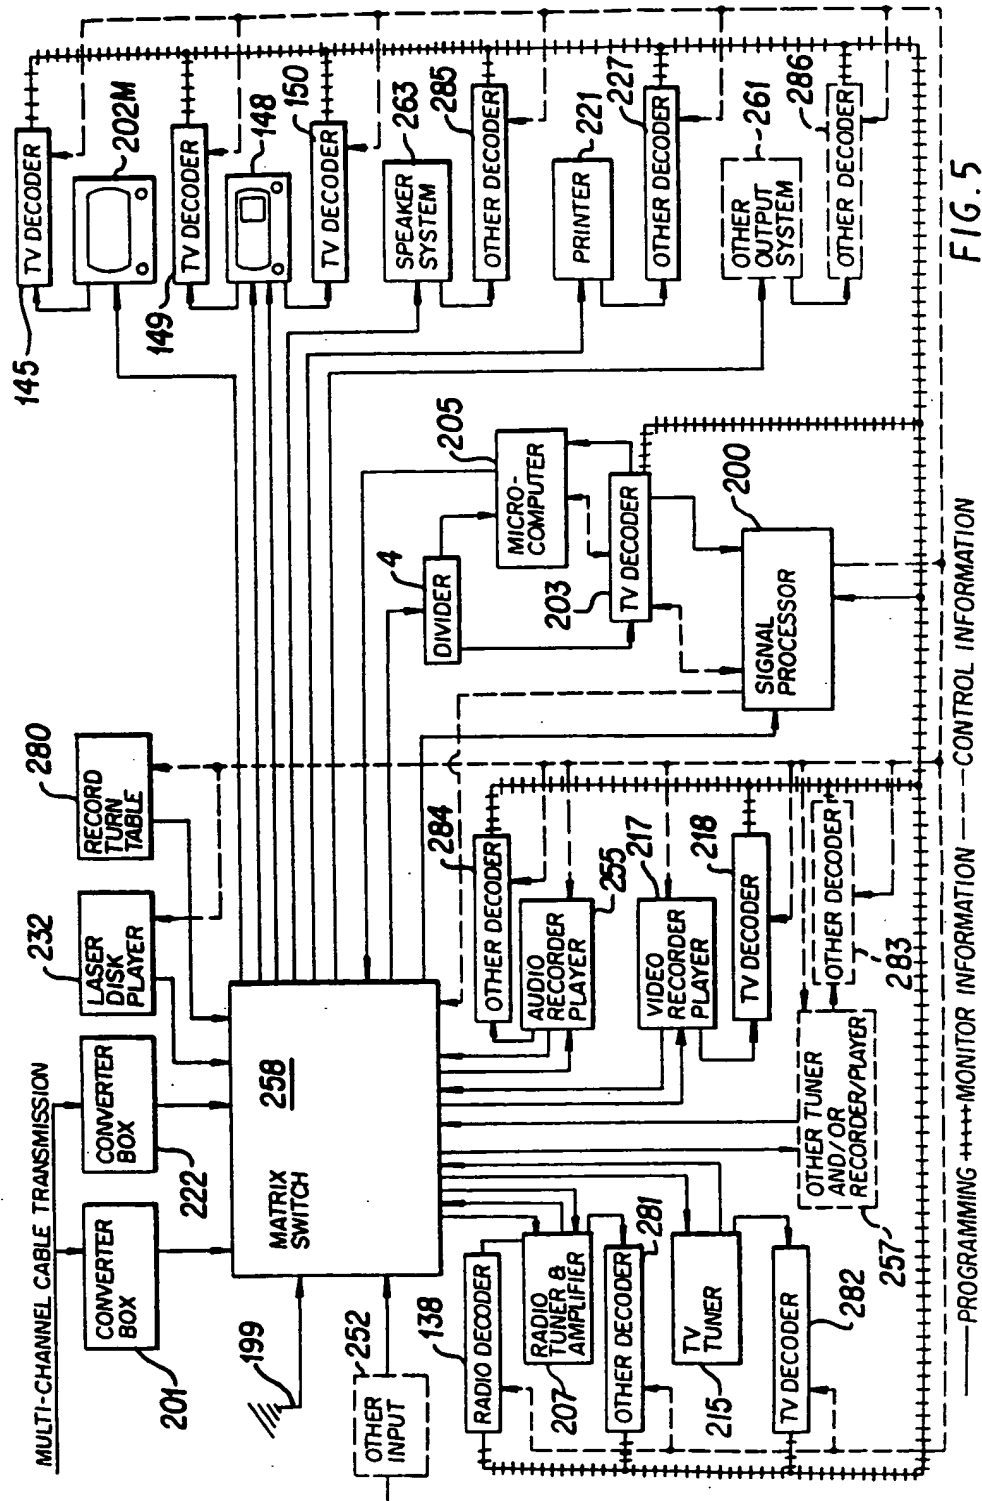 MULTI-CHANNEL CABLE TRANSMISSION
CONVERTER
BOX
201
CONVERTER
BOX
222
LASER
DISK
PLAYER
232
RECORD
TURN
TABLE
280
199
OTHER
INPUT
252
MATRIX
SWITCH
258
TV DECODER
145
202M
TV DECODER
149
148
TV DECODER
150
SPEAKER
SYSTEM
263
OTHER DECODER
285
PRINTER
221
OTHER DECODER
227
OTHER
OUTPUT
SYSTEM
261
OTHER DECODER
286
DIVIDER
4
MICRO-
COMPUTER
205
TV DECODER
203
SIGNAL
PROCESSOR
200
RADIO DECODER
138
RADIO
TUNER &
AMPLIFIER
207
OTHER DECODER
281
TV
TUNER
215
TV DECODER
282
OTHER TUNER
AND/OR
RECORDER/PLAYER
257
OTHER DECODER
283
OTHER DECODER
284
AUDIO
RECORDER
PLAYER
255
VIDEO
RECORDER
PLAYER
217
TV DECODER
218
PROGRAMMING MONITOR INFORMATION CONTROL INFORMATION
FIG. 5